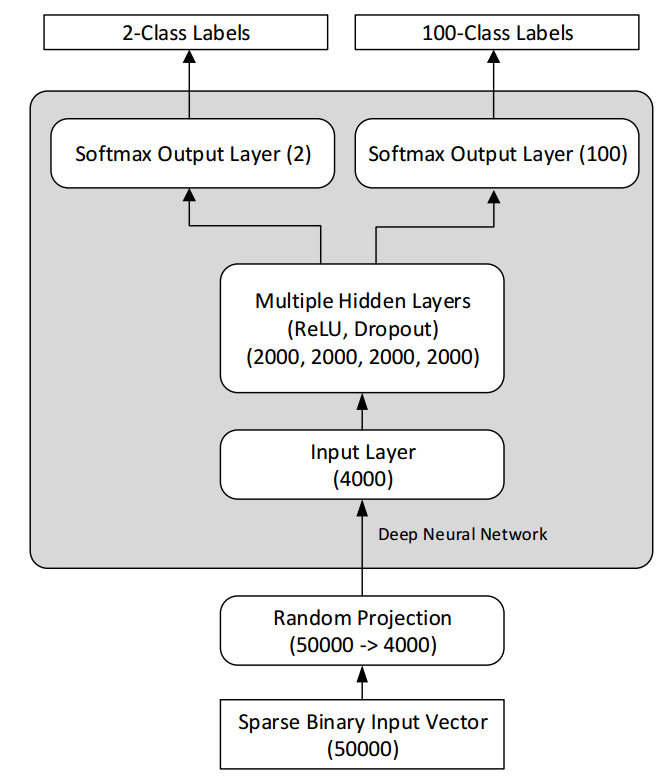 2-Class Labels
100-Class Labels
Softmax Output Layer (2)
Softmax Output Layer (100)
Multiple Hidden Layers
(ReLU, Dropout)
(2000, 2000, 2000, 2000)
Input Layer
(4000)
Deep Neural Network
Random Projection
(50000 -> 4000)
Sparse Binary Input Vector
(50000)